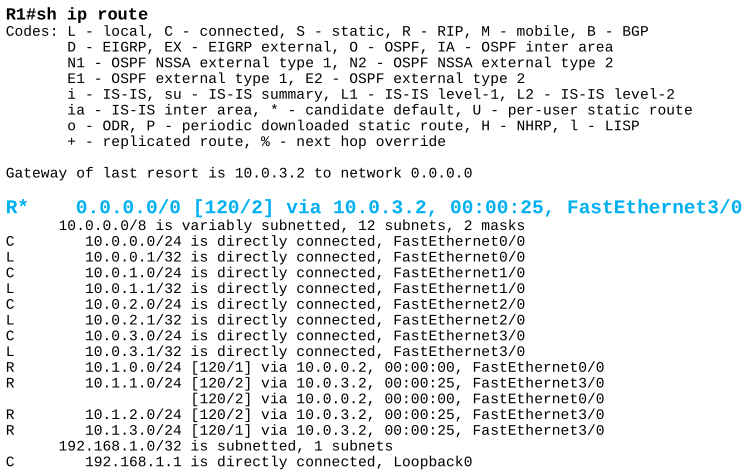 R1#sh ip route
Codes: L - local, C - connected, S - static, R - RIP, M - mobile, B - BGP
D - EIGRP, EX - EIGRP external, O - OSPF, IA - OSPF inter area
N1 - OSPF NSSA external type 1, N2 - OSPF NSSA external type 2
E1 - OSPF external type 1, E2 - OSPF external type 2
i - IS-IS, su - IS-IS summary, L1 - IS-IS level-1, L2 - IS-IS level-2
ia - IS-IS inter area, * - candidate default, U - per-user static route
o - ODR, P - periodic downloaded static route, H - NHRP, l - LISP
+ - replicated route, % - next hop override
Gateway of last resort is 10.0.3.2 to network 0.0.0.0
R* 0.0.0.0/0 [120/2] via 10.0.3.2, 00:00:25, FastEthernet3/0
10.0.0.0/8 is variably subnetted, 12 subnets, 2 masks
C 10.0.0.0/24 is directly connected, FastEthernet0/0
L 10.0.0.1/32 is directly connected, FastEthernet0/0
C 10.0.1.0/24 is directly connected, FastEthernet1/0
L 10.0.1.1/32 is directly connected, FastEthernet1/0
C 10.0.2.0/24 is directly connected, FastEthernet2/0
L 10.0.2.1/32 is directly connected, FastEthernet2/0
C 10.0.3.0/24 is directly connected, FastEthernet3/0
L 10.0.3.1/32 is directly connected, FastEthernet3/0
R 10.1.0.0/24 [120/1] via 10.0.0.2, 00:00:00, FastEthernet0/0
R 10.1.1.0/24 [120/2] via 10.0.3.2, 00:00:25, FastEthernet3/0
[120/2] via 10.0.0.2, 00:00:00, FastEthernet0/0
R 10.1.2.0/24 [120/2] via 10.0.3.2, 00:00:25, FastEthernet3/0
R 10.1.3.0/24 [120/1] via 10.0.3.2, 00:00:25, FastEthernet3/0
192.168.1.0/32 is subnetted, 1 subnets
C 192.168.1.1 is directly connected, Loopback0